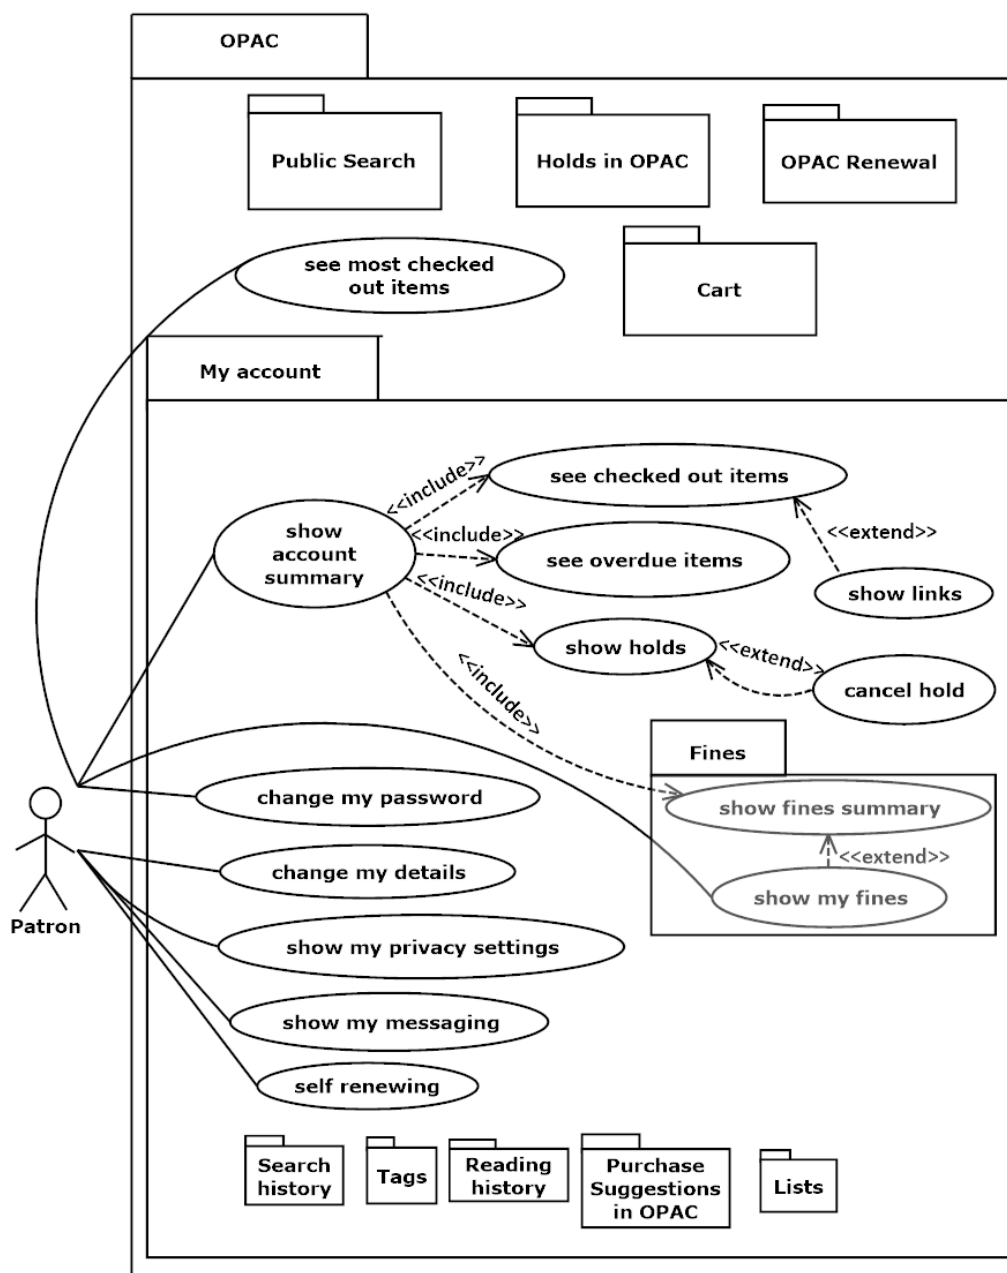 OPAC
Public Search
Holds in OPAC
OPAC Renewal
see most checked
out items
Cart
My account
<<include>>
see checked out items
show
account
summary
<<include>>
see overdue items
<<extend>>
<<include>>
show links
show holds
<<extend>>
cancel hold
<<include>>
Fines
show fines summary
<<extend>>
show my fines
change my password
change my details
Patron
show my privacy settings
show my messaging
self renewing
Search
history
Tags
Reading
history
Purchase
Suggestions
in OPAC
Lists